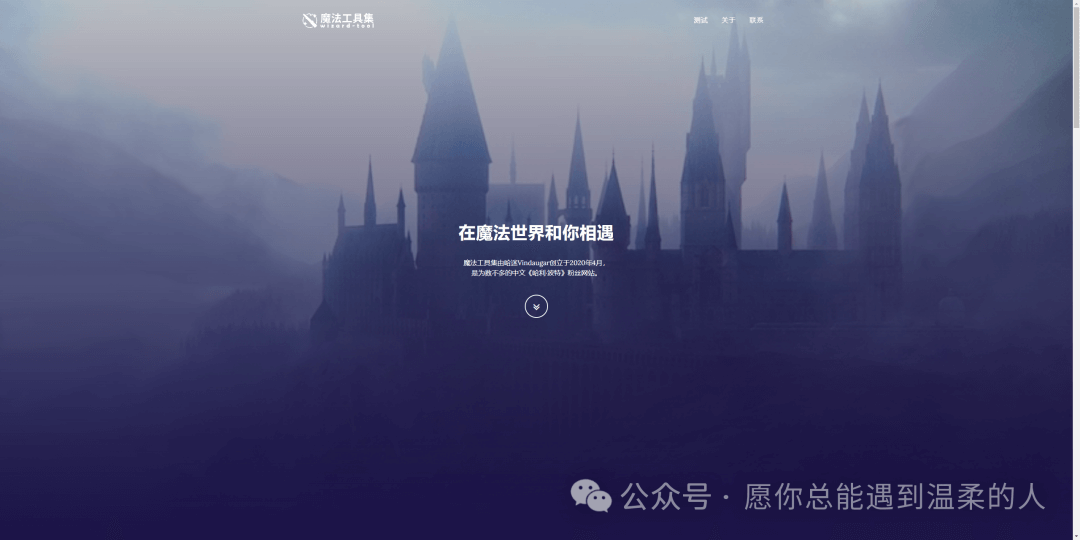 魔法工具集
wizard-tool
测试 关于 联系
在魔法世界和你相遇
魔法工具集由哈迷Vindaugar创立于2020年4月，
是为数不多的中文《哈利·波特》粉丝网站。
公众号 · 愿你总能遇到温柔的人